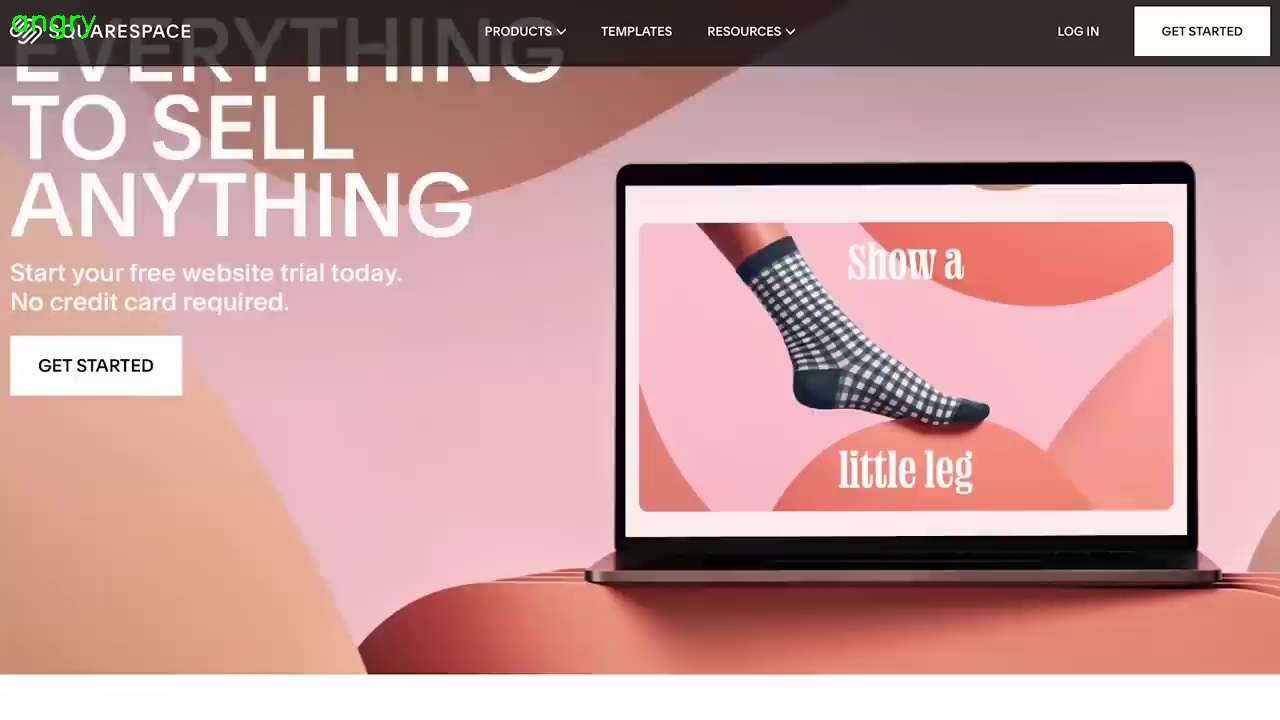 angry
SQUARESPACE
PRODUCTS
TEMPLATES
RESOURCES
LOG IN
GET STARTED
EVERYTHING
TO SELL
ANYTHING
Start your free website trial today.
No credit card required.
GET STARTED
Show a
little leg